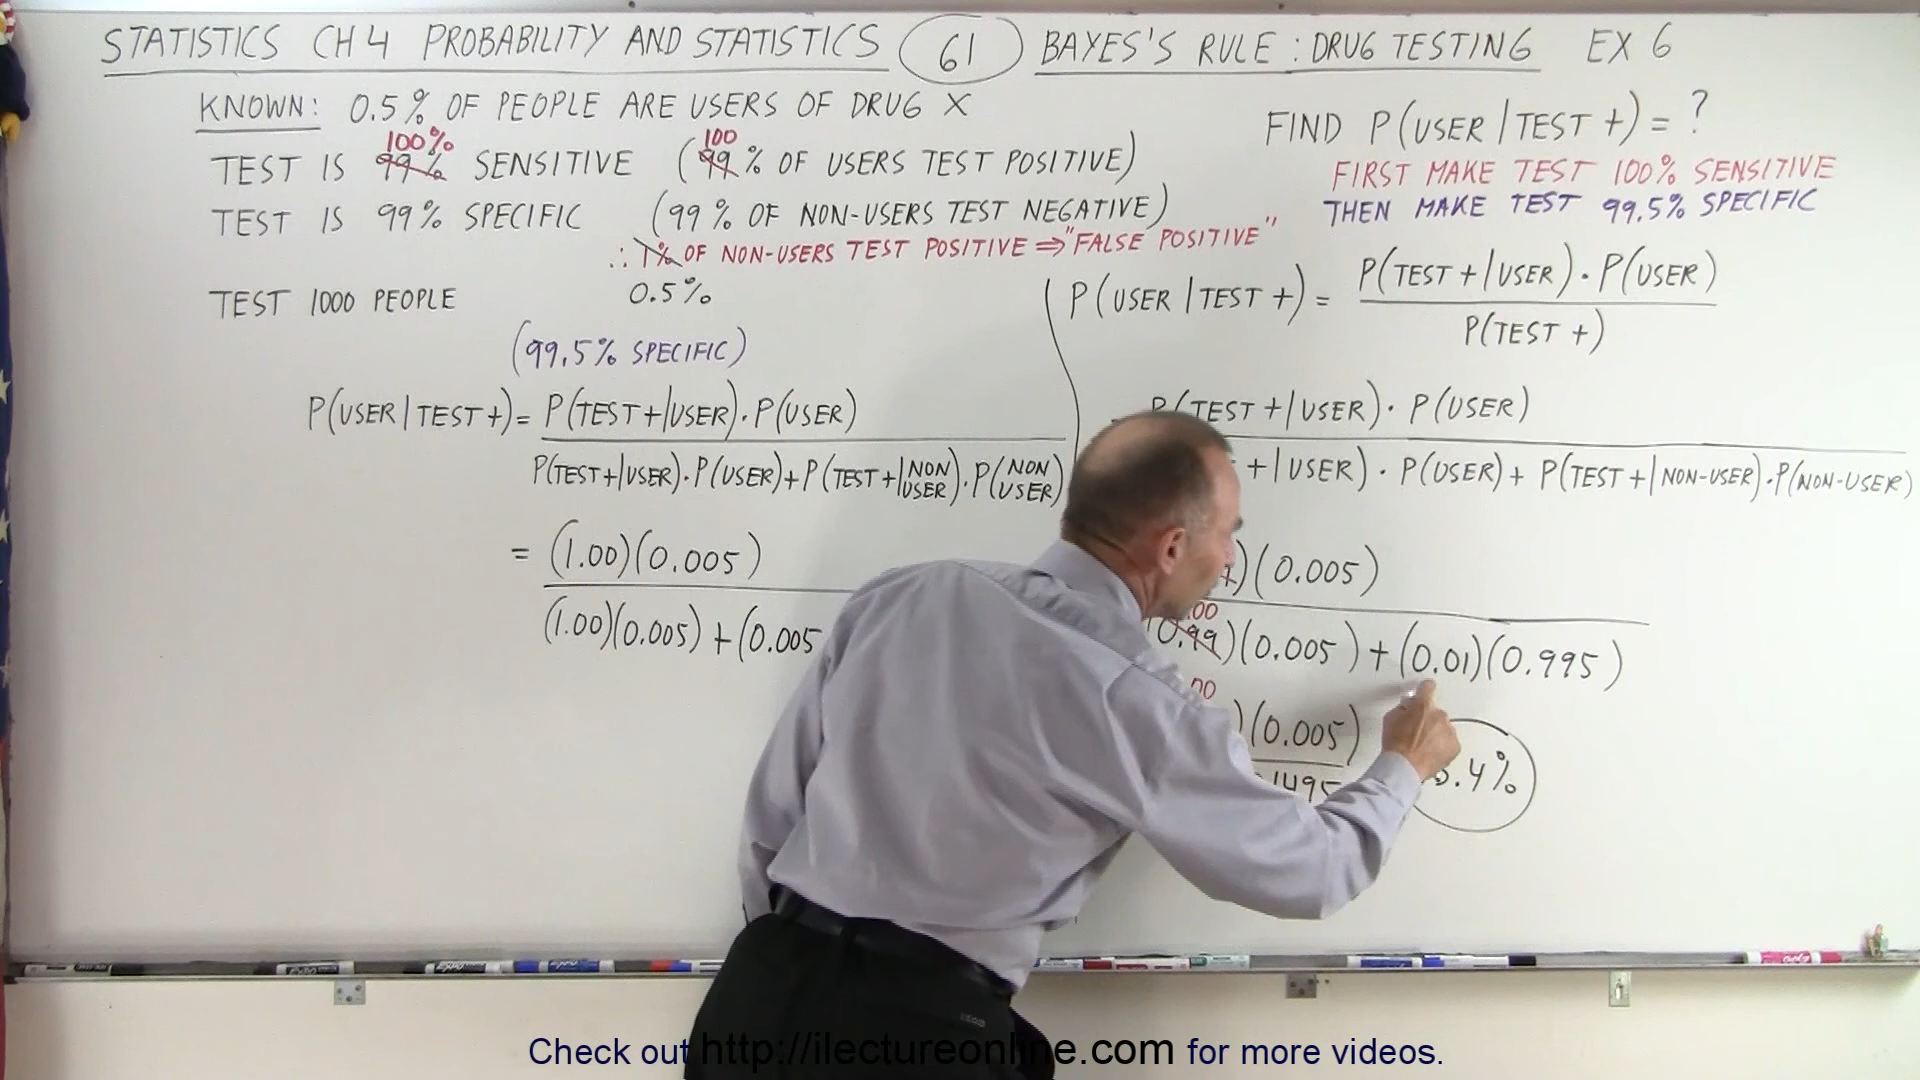 STATISTICS CH 4 PROBABILITY AND STATISTICS 61 BAYES'S RULE : DRUG TESTING EX 6
KNOWN: 0.5% OF PEOPLE ARE USERS OF DRUG X
100% 100
TEST IS 99% SENSITIVE (99% OF USERS TEST POSITIVE)
TEST IS 99% SPECIFIC (99% OF NON-USERS TEST NEGATIVE)
∴ 1% OF NON-USERS TEST POSITIVE ⇒ "FALSE POSITIVE"
TEST 1000 PEOPLE 0.5%
(99.5% SPECIFIC)
P(USER | TEST +) = P(TEST+|USER)·P(USER)
P(TEST+|USER)·P(USER)+P(TEST+|NON USER)·P(NON USER)
= (1.00)(0.005)
(1.00)(0.005) + (0.005
FIND P(USER | TEST +) = ?
FIRST MAKE TEST 100% SENSITIVE
THEN MAKE TEST 99.5% SPECIFIC
P(USER | TEST +) = P(TEST+|USER)·P(USER)
P(TEST +)
P(TEST +|USER)· P(USER)
+|USER)· P(USER) + P(TEST+|NON-USER)·P(NON-USER)
)(0.005)
.00
(0.99)(0.005) + (0.01)(0.995)
)(0.005)
1495
.4%
Check out http://ilectureonline.com for more videos.